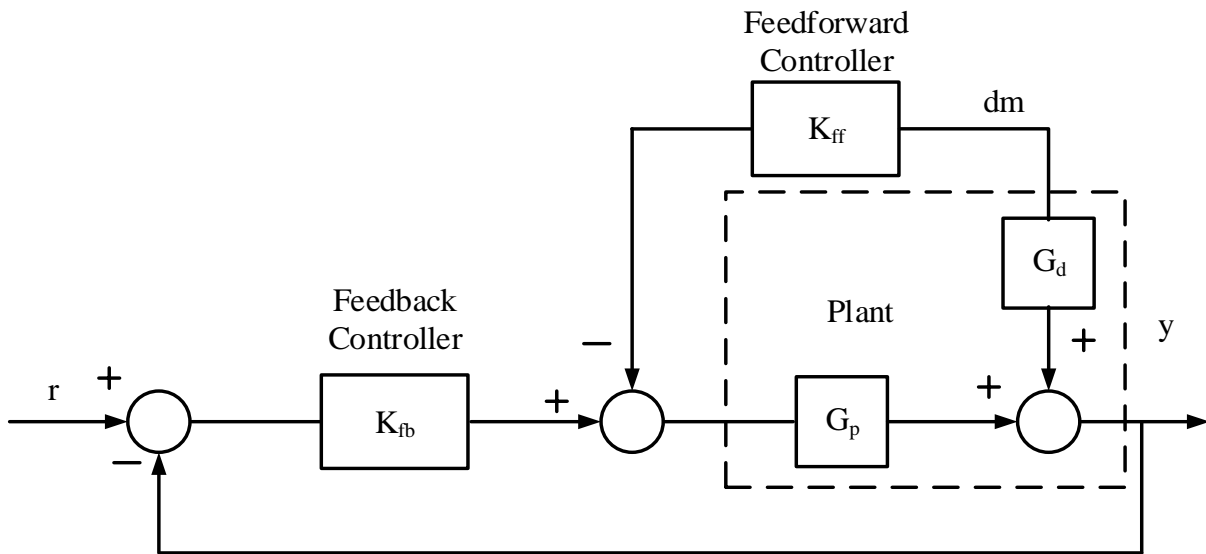 Feedforward
Controller
dm
K_ff
G_d
Feedback
Controller
Plant
y
−
+
r
+
+
+
K_fb
G_p
−